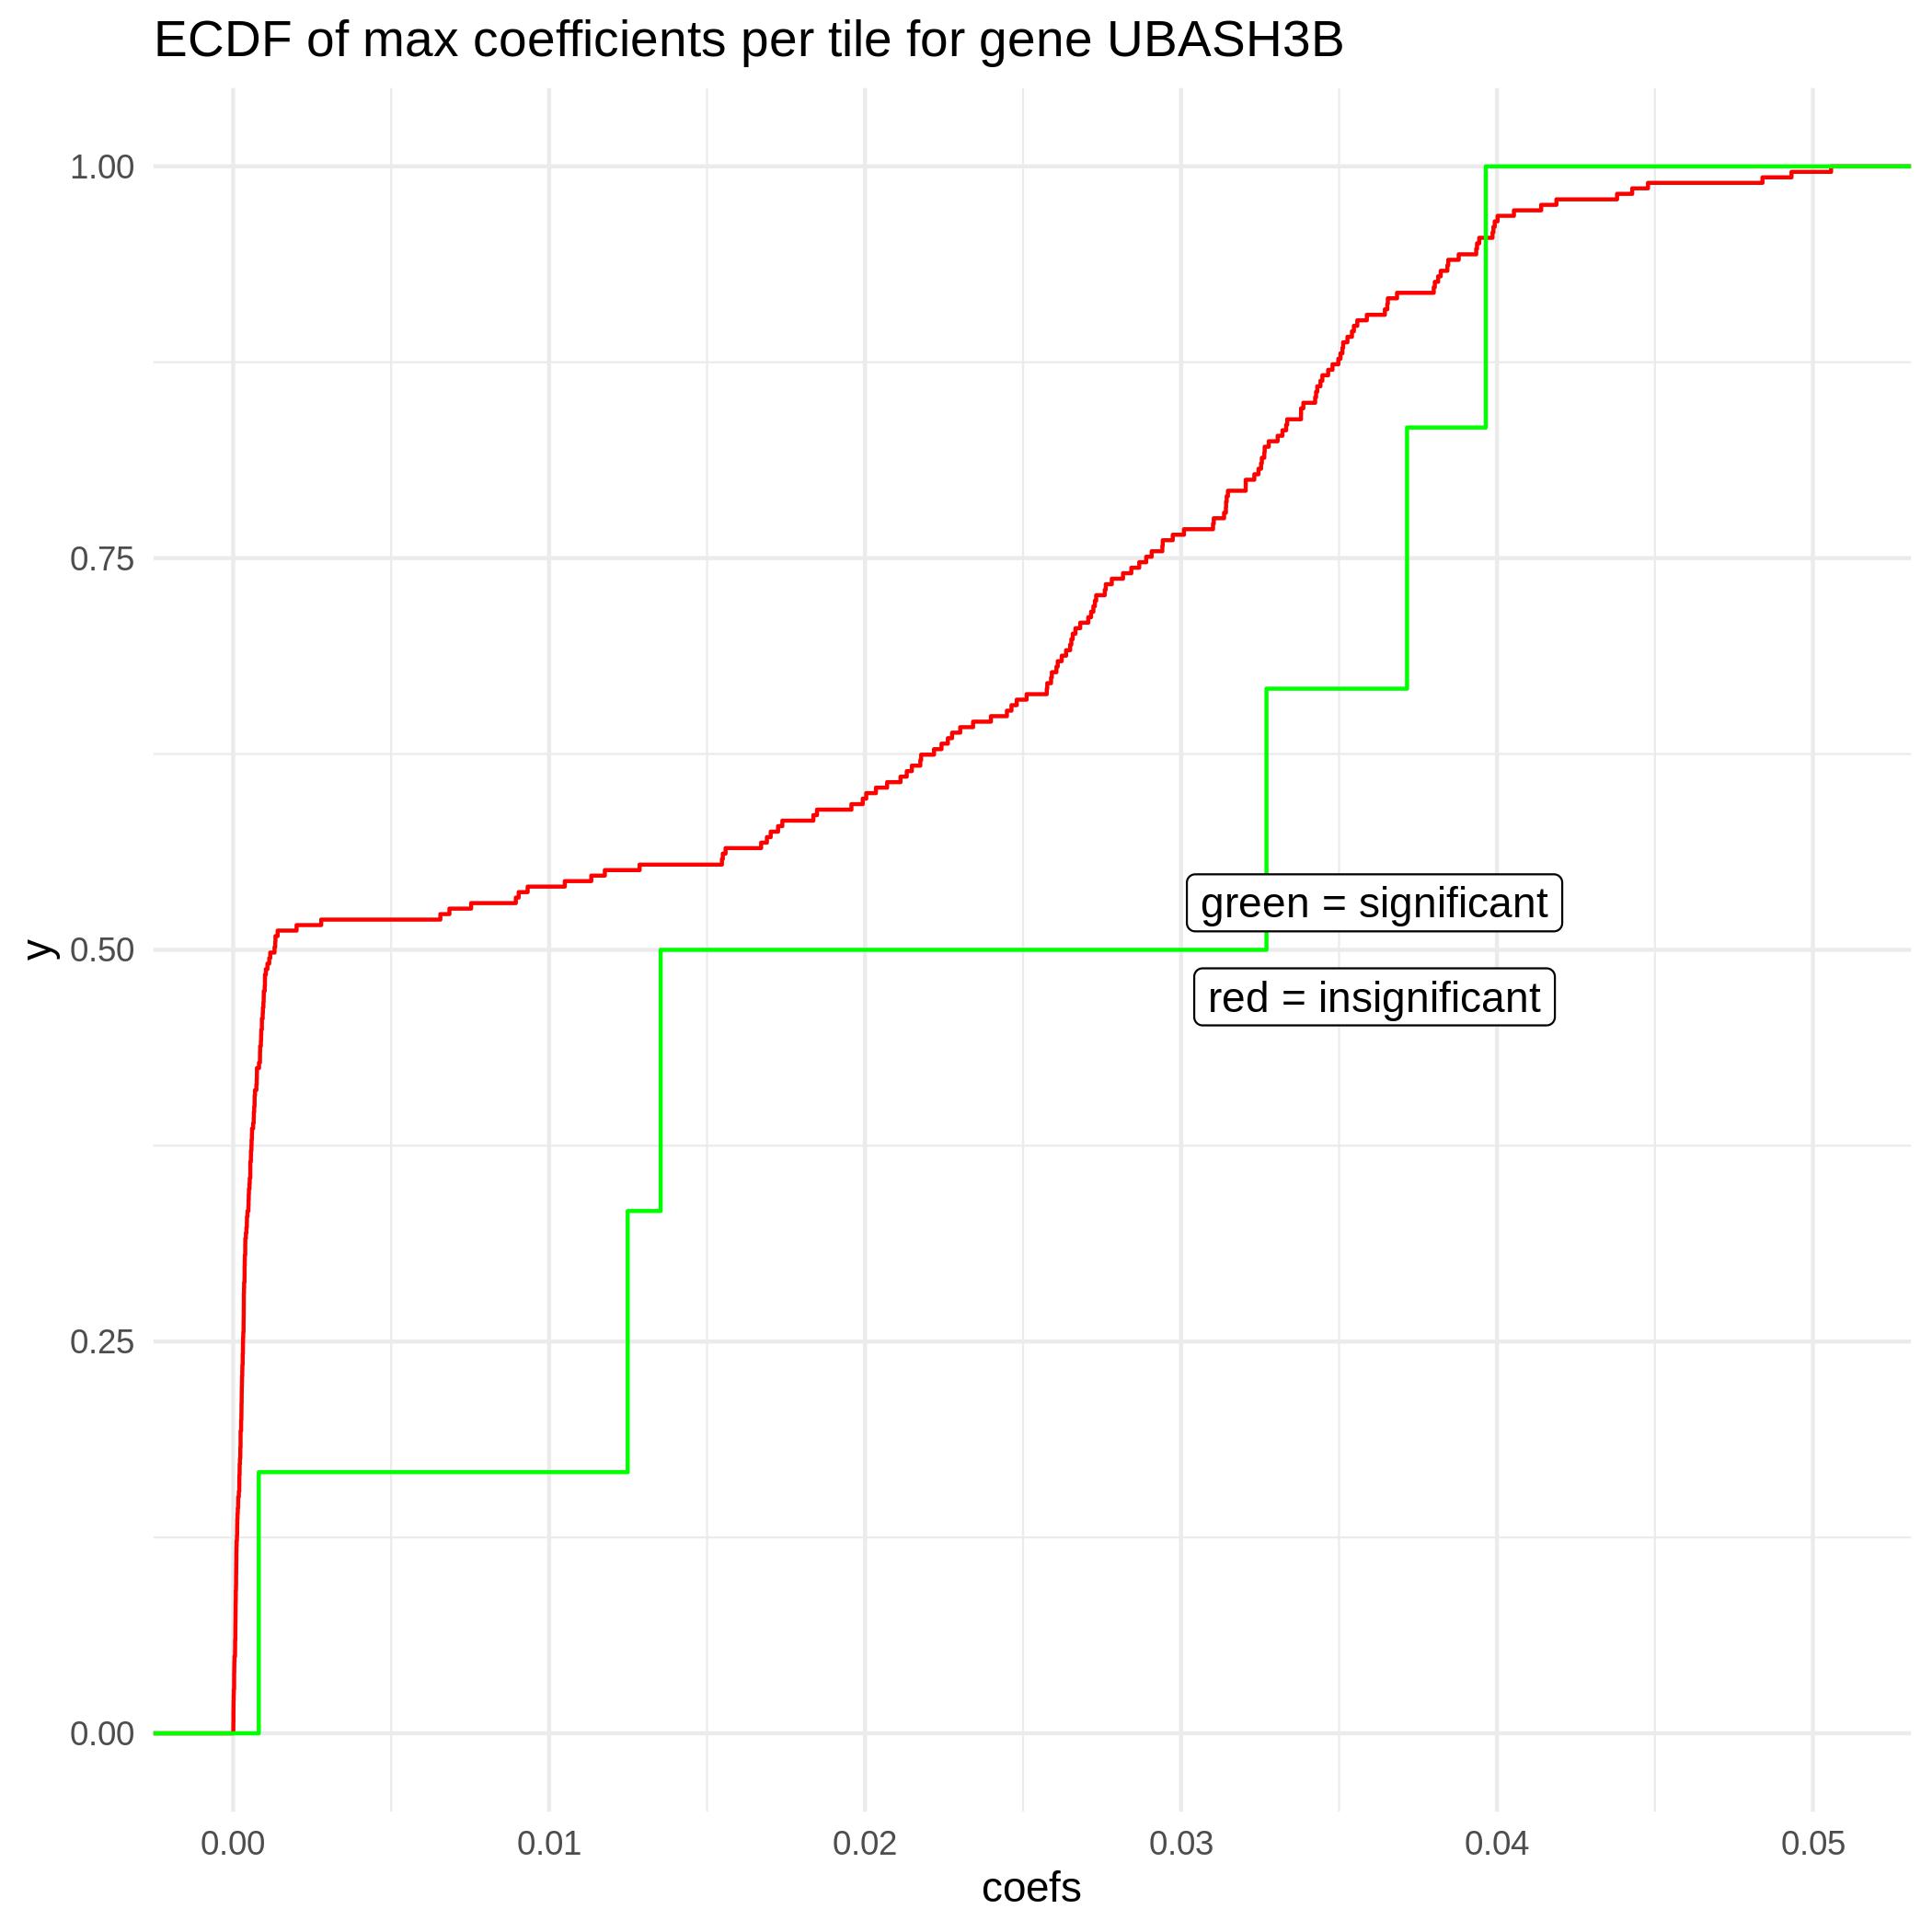 ECDF of max coefficients per tile for gene UBASH3B
1.00
0.75
0.50
0.25
0.00
y
green = significant
red = insignificant
0.00 0.01 0.02 0.03 0.04 0.05
coefs